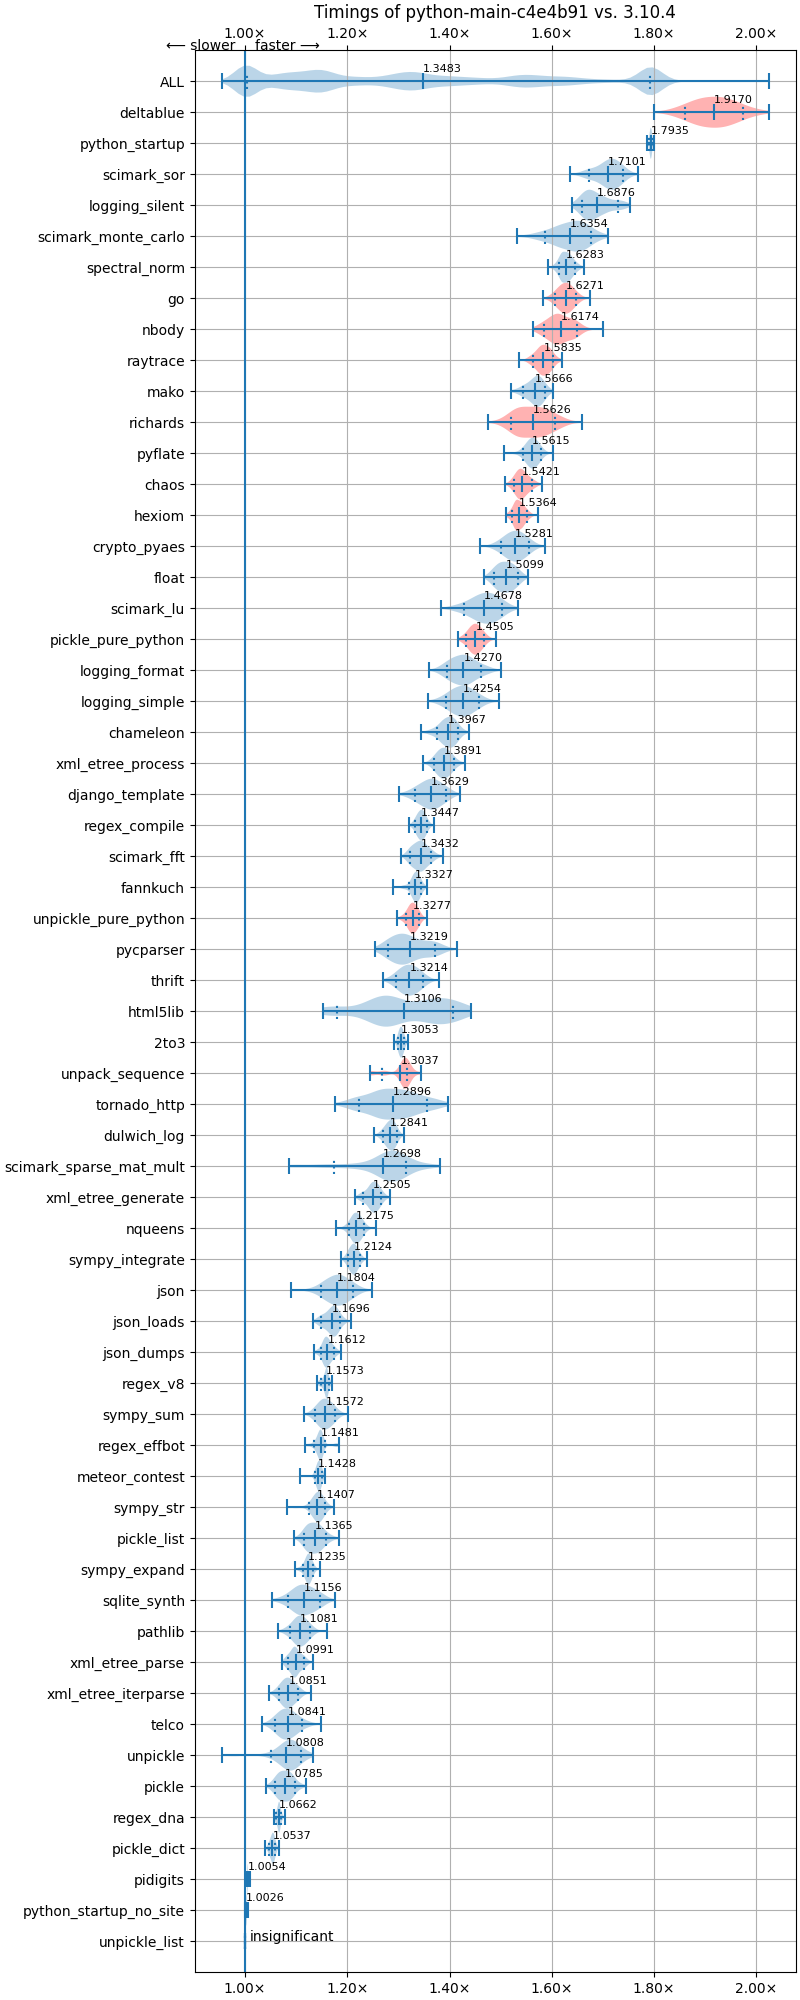 Timings of python-main-c4e4b91 vs. 3.10.4
1.00× 1.20× 1.40× 1.60× 1.80× 2.00×
⟵ slower faster ⟶
ALL 1.3483
deltablue 1.9170
python_startup 1.7935
scimark_sor 1.7101
logging_silent 1.6876
scimark_monte_carlo 1.6354
spectral_norm 1.6283
go 1.6271
nbody 1.6174
raytrace 1.5835
mako 1.5666
richards 1.5626
pyflate 1.5615
chaos 1.5421
hexiom 1.5364
crypto_pyaes 1.5281
float 1.5099
scimark_lu 1.4678
pickle_pure_python 1.4505
logging_format 1.4270
logging_simple 1.4254
chameleon 1.3967
xml_etree_process 1.3891
django_template 1.3629
regex_compile 1.3447
scimark_fft 1.3432
fannkuch 1.3327
unpickle_pure_python 1.3277
pycparser 1.3219
thrift 1.3214
html5lib 1.3106
2to3 1.3053
unpack_sequence 1.3037
tornado_http 1.2896
dulwich_log 1.2841
scimark_sparse_mat_mult 1.2698
xml_etree_generate 1.2505
nqueens 1.2175
sympy_integrate 1.2124
json 1.1804
json_loads 1.1696
json_dumps 1.1612
regex_v8 1.1573
sympy_sum 1.1572
regex_effbot 1.1481
meteor_contest 1.1428
sympy_str 1.1407
pickle_list 1.1365
sympy_expand 1.1235
sqlite_synth 1.1156
pathlib 1.1081
xml_etree_parse 1.0991
xml_etree_iterparse 1.0851
telco 1.0841
unpickle 1.0808
pickle 1.0785
regex_dna 1.0662
pickle_dict 1.0537
pidigits 1.0054
python_startup_no_site 1.0026
unpickle_list insignificant
1.00× 1.20× 1.40× 1.60× 1.80× 2.00×